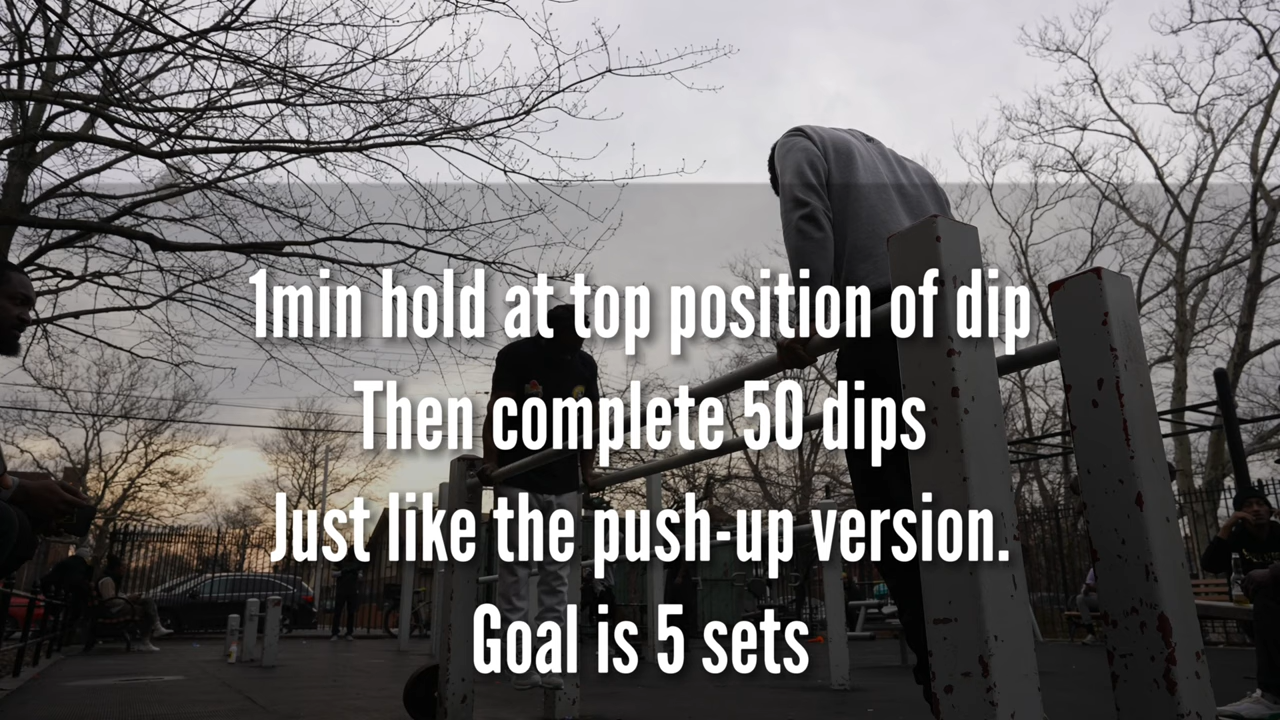 1min hold at top position of dip
Then complete 50 dips
Just like the push-up version.
Goal is 5 sets